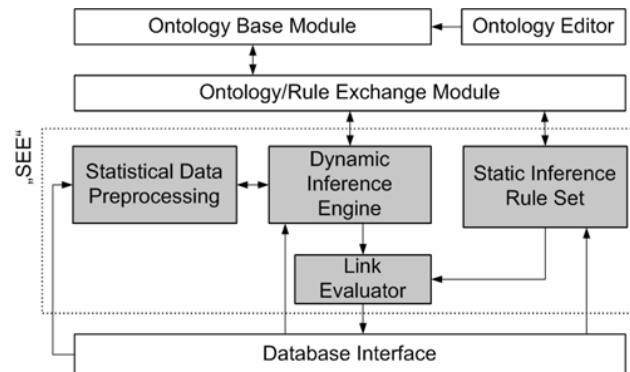 Ontology Base Module
Ontology Editor
Ontology/Rule Exchange Module
„SEE“
Statistical Data
Preprocessing
Dynamic
Inference
Engine
Static Inference
Rule Set
Link
Evaluator
Database Interface